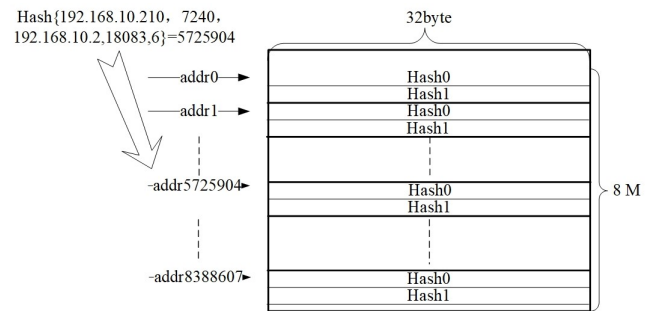 Hash{192.168.10.210， 7240,
192.168.10.2,18083,6}=5725904
32byte
addr0
Hash0
Hash1
addr1
Hash0
Hash1
addr5725904
Hash0
Hash1
8 M
addr8388607
Hash0
Hash1